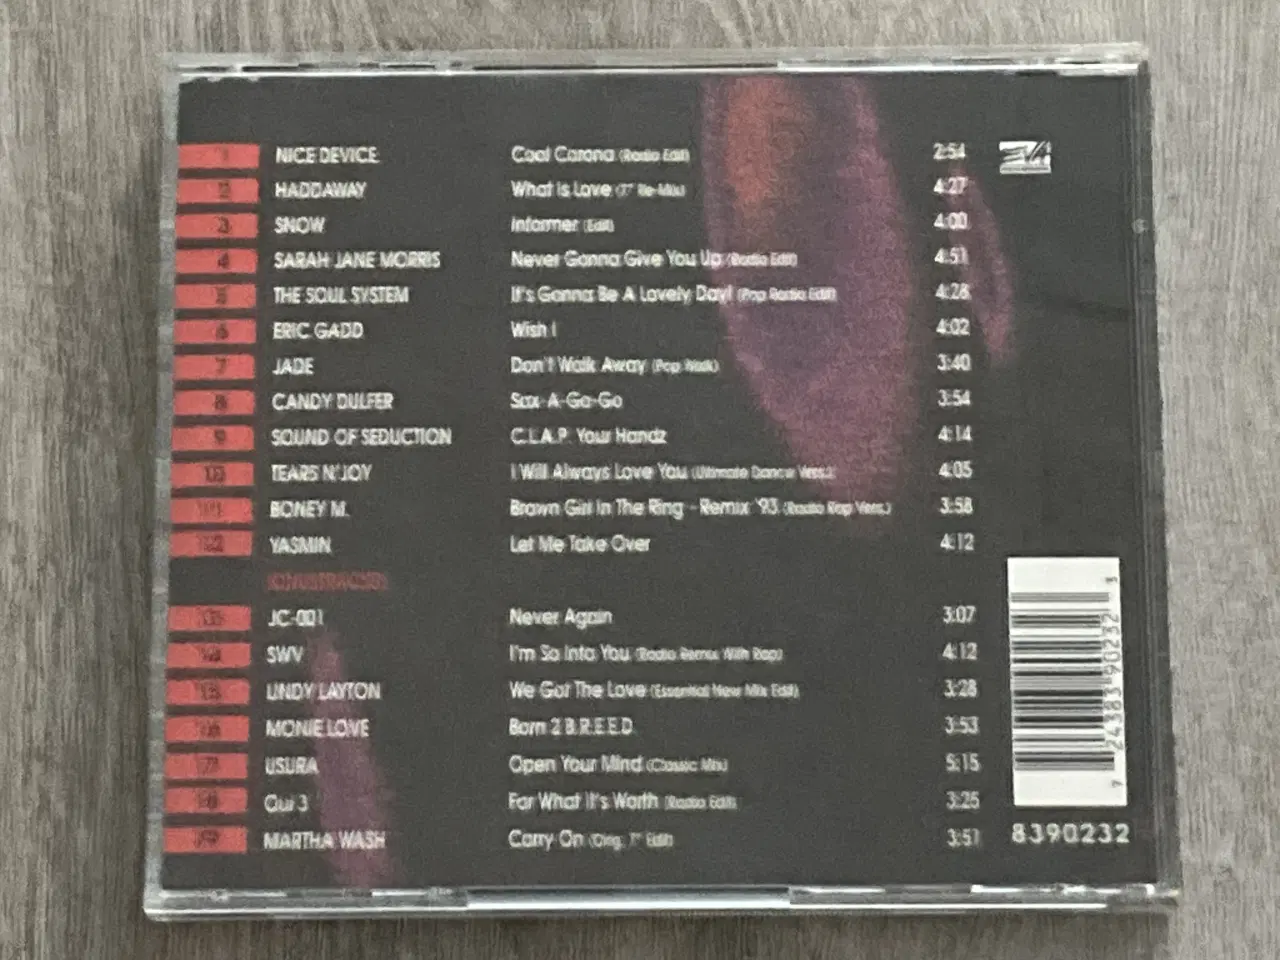 1 NICE DEVICE Cool Corona (Radio Edit) 2:54
2 HADDAWAY What Is Love (7" Re-Mix) 4:27
3 SNOW Informer (Edit) 4:00
4 SARAH JANE MORRIS Never Gonna Give You Up (Radio Edit) 4:51
5 THE SOUL SYSTEM It's Gonna Be A Lovely Day! (Pop Radio Edit) 4:28
6 ERIC GADD Wish I 4:02
7 JADE Don't Walk Away (Pop Walk) 3:40
8 CANDY DULFER Sax-A-Go-Go 3:54
9 SOUND OF SEDUCTION C.L.A.P. Your Handz 4:14
10 TEARS N' JOY I Will Always Love You (Ultimate Dance Vers.) 4:05
11 BONEY M. Brown Girl In The Ring - Remix '93 (Radio Rap Vers.) 3:58
12 YASMIN Let Me Take Over 4:12
BONUSTRACKS:
13 JC-001 Never Again 3:07
14 SWV I'm So Into You (Radio Remix With Rap) 4:12
15 LINDY LAYTON We Got The Love (Essential New Mix Edit) 3:28
16 MONIE LOVE Born 2 B.R.E.E.D. 3:53
17 USURA Open Your Mind (Classic Mix) 5:15
18 Qui 3 For What It's Worth (Radio Edit) 3:25
19 MARTHA WASH Carry On (Orig. 7" Edit) 3:51
7 24383 90232 3
8390232